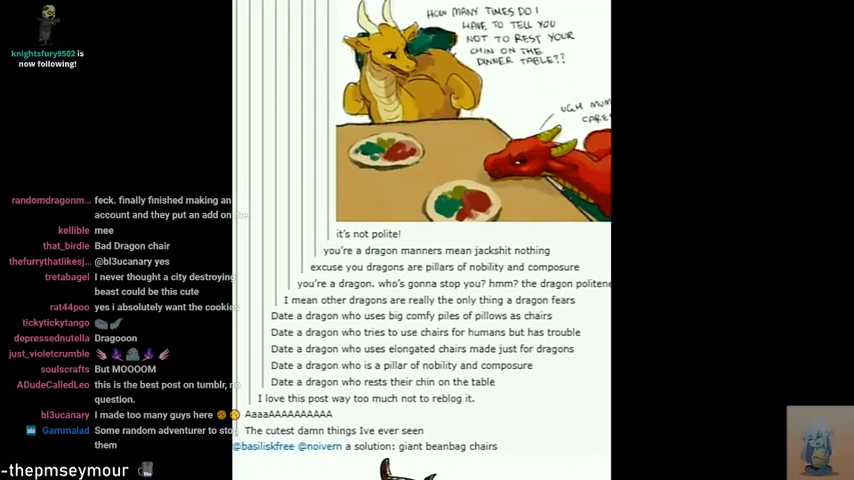 knightsfury9502 is
now following!
HOW MANY TIMES DO I
HAVE TO TELL YOU
NOT TO REST YOUR
CHIN ON THE
DINNER TABLE??
UGH MUM
CARE
randomdragonm... feck. finally finished making an
account and they put an add on me
kellible mee
that_birdie Bad Dragon chair
thefurrythatlikesj... @bl3ucanary yes
tretabagel I never thought a city destroying
beast could be this cute
rat44poo yes i absolutely want the cookie
tickytickytango
depressednutella Dragooon
just_violetcrumble
soulscrafts But MOOOOM
ADudeCalledLeo this is the best post on tumblr, no
question.
bl3ucanary I made too many guys here
Gammalad Some random adventurer to stop
them
-thepmseymour
it's not polite!
you're a dragon manners mean jackshit nothing
excuse you dragons are pillars of nobility and composure
you're a dragon. who's gonna stop you? hmm? the dragon politene
I mean other dragons are really the only thing a dragon fears
Date a dragon who uses big comfy piles of pillows as chairs
Date a dragon who tries to use chairs for humans but has trouble
Date a dragon who uses elongated chairs made just for dragons
Date a dragon who is a pillar of nobility and composure
Date a dragon who rests their chin on the table
I love this post way too much not to reblog it.
AaaaAAAAAAAAAA
The cutest damn things Ive ever seen
@basiliskfree @noivern a solution: giant beanbag chairs